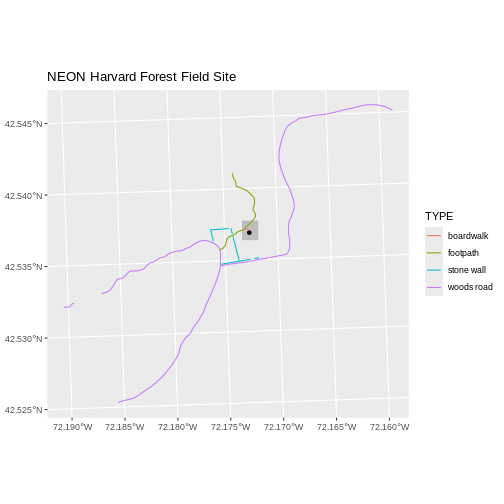 NEON Harvard Forest Field Site
42.545°N
42.540°N
42.535°N
42.530°N
42.525°N
72.190°W 72.185°W 72.180°W 72.175°W 72.170°W 72.165°W 72.160°W
TYPE
boardwalk
footpath
stone wall
woods road